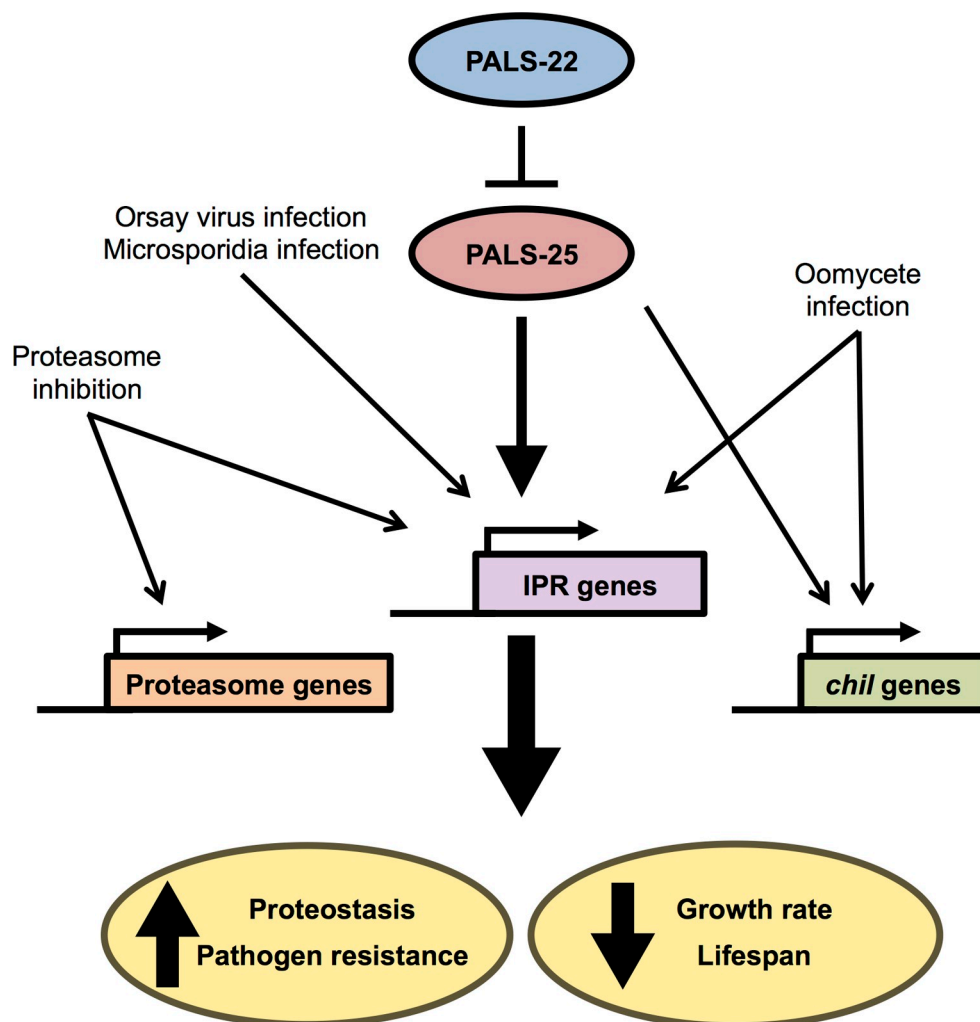 PALS-22
Orsay virus infection
Microsporidia infection
PALS-25
Oomycete
infection
Proteasome
inhibition
IPR genes
Proteasome genes
chil genes
Proteostasis
Pathogen resistance
Growth rate
Lifespan